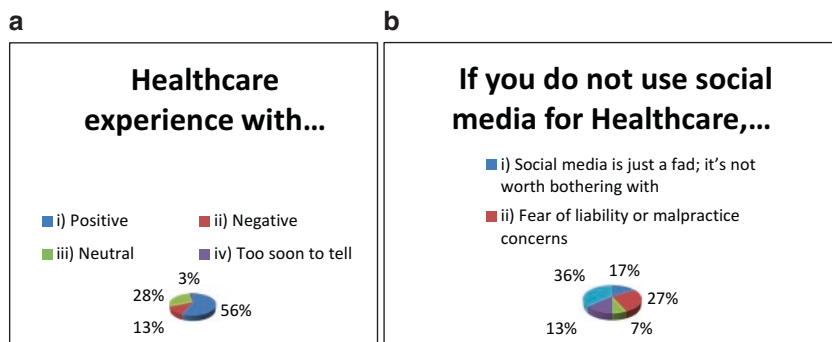 a
Healthcare
experience with…
i) Positive
ii) Negative
iii) Neutral
iv) Too soon to tell
3%
28%
56%
13%
b
If you do not use social
media for Healthcare,…
i) Social media is just a fad; it's not
worth bothering with
ii) Fear of liability or malpractice
concerns
36%
17%
27%
13%
7%